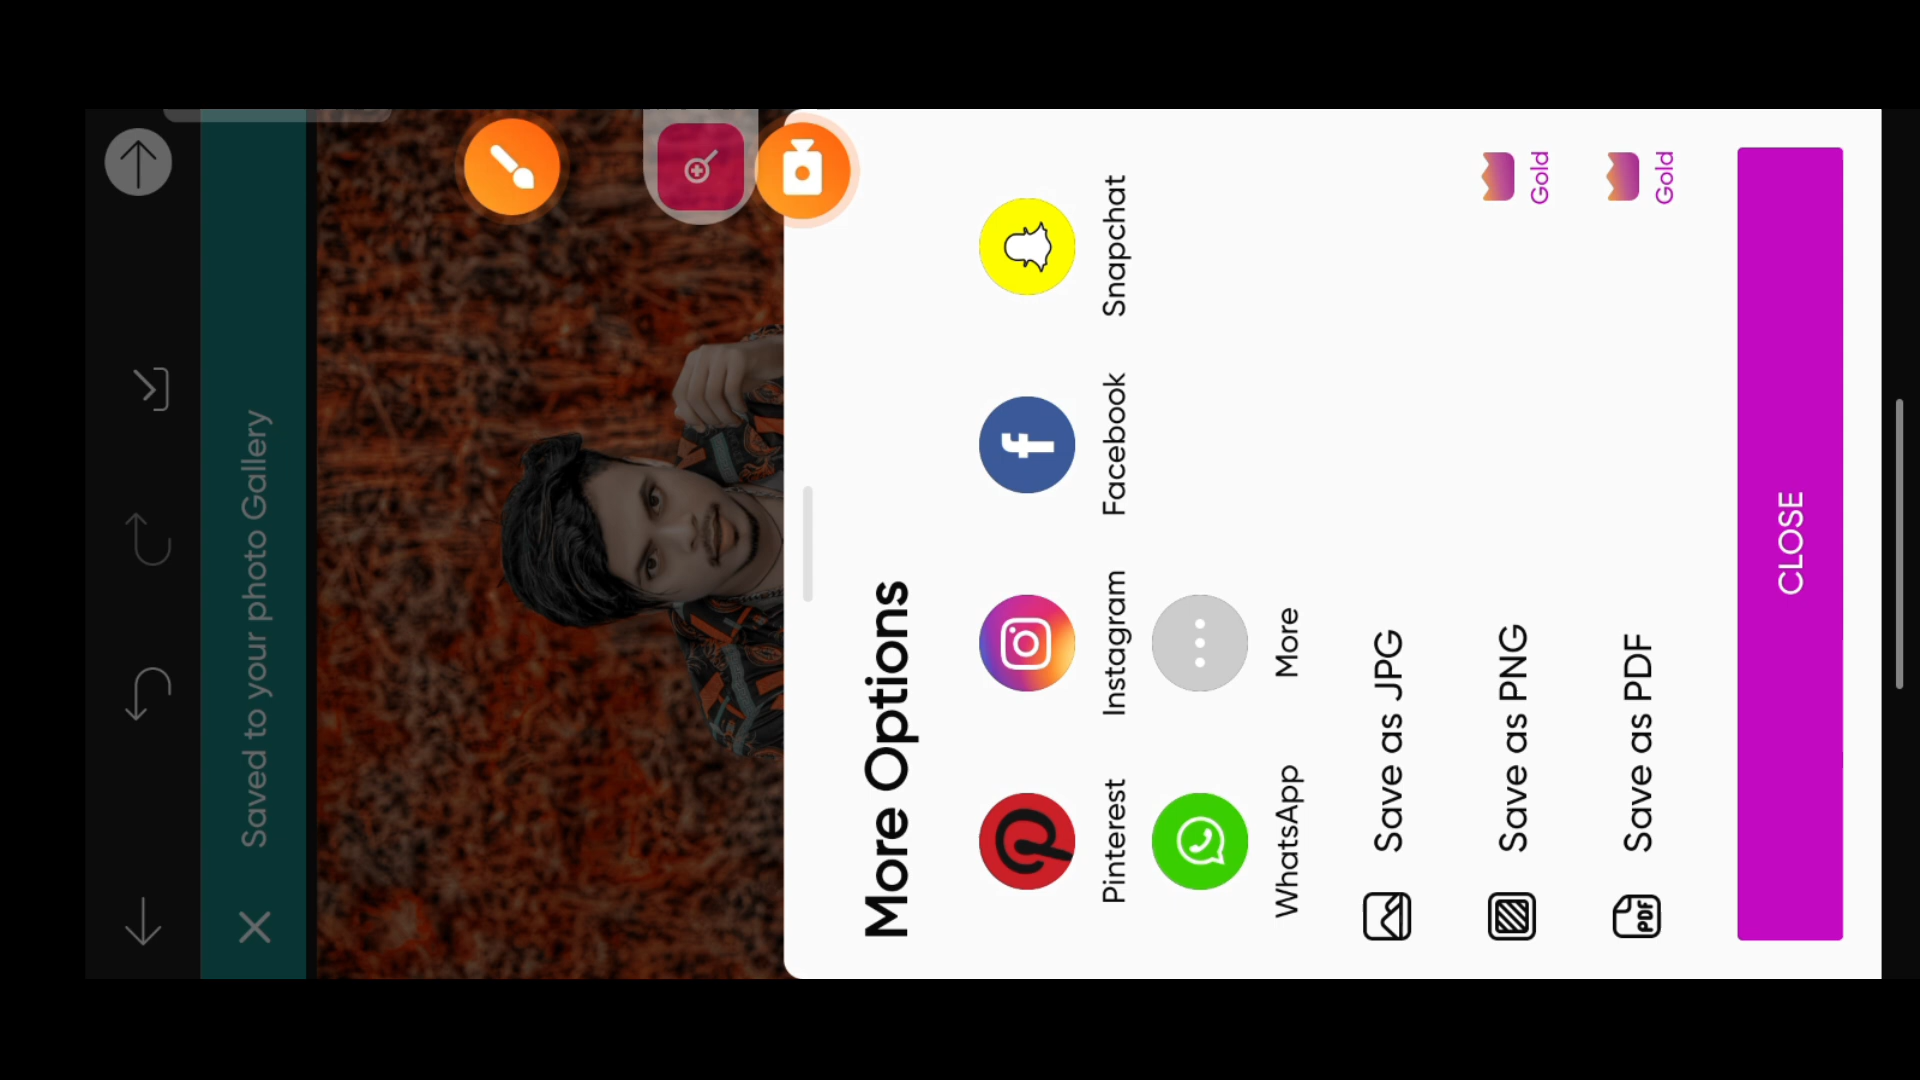 Saved to your photo Gallery
More Options
Pinterest
Instagram
Facebook
Snapchat
WhatsApp
More
Save as JPG
Save as PNG
Gold
Save as PDF
Gold
PDF
CLOSE